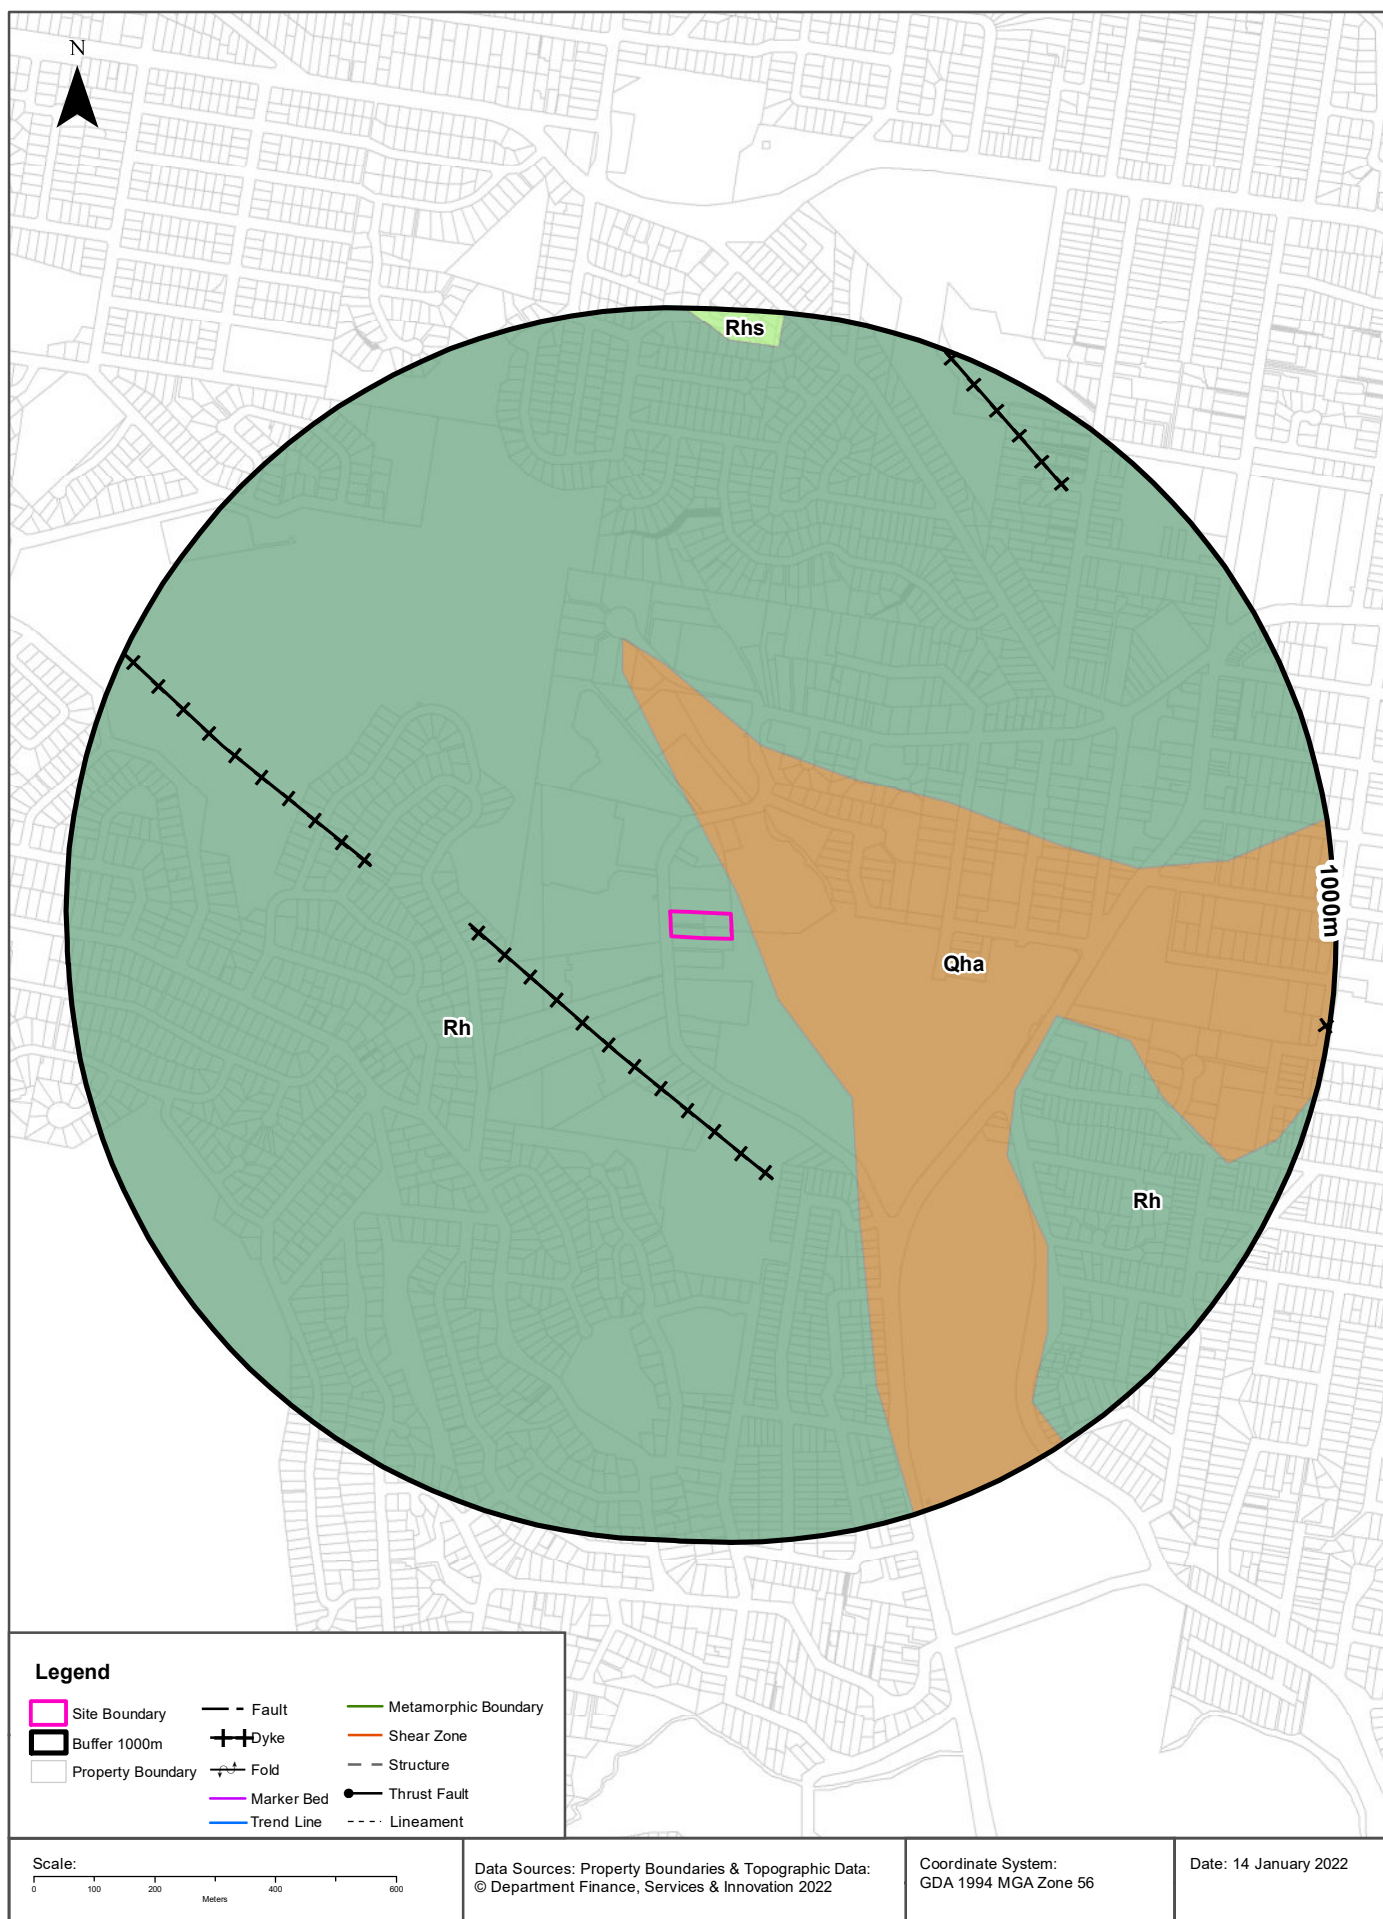 N
Rhs
1000m
Qha
Rh
Rh
Legend
Site Boundary
Buffer 1000m
Property Boundary
Fault
Dyke
Fold
Marker Bed
Trend Line
Metamorphic Boundary
Shear Zone
Structure
Thrust Fault
Lineament
Scale:
0 100 200 400 600
Meters
Data Sources: Property Boundaries & Topographic Data:
© Department Finance, Services & Innovation 2022
Coordinate System:
GDA 1994 MGA Zone 56
Date: 14 January 2022